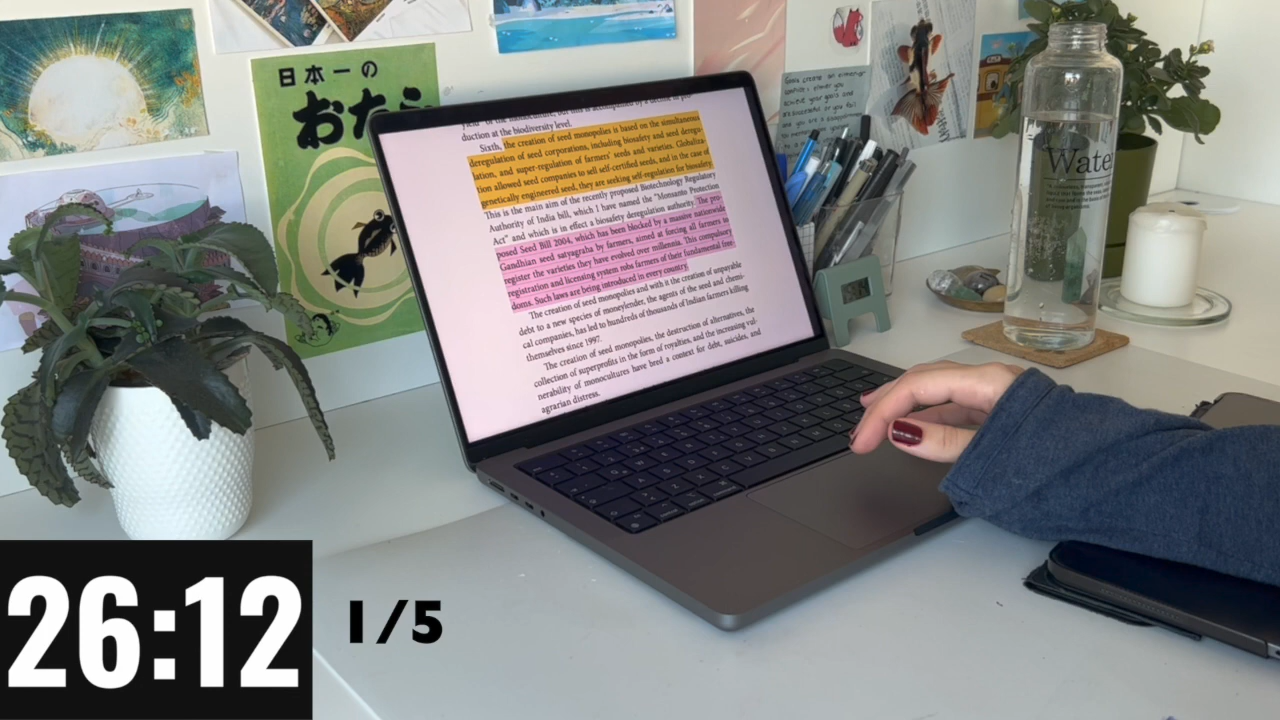 日本一の
おたら
duction at the biodiversity level.
Sixth, the creation of seed monopolies is based on the simultaneous
deregulation of seed corporations, including biosafety and seed deregu-
lation, and super-regulation of farmers' seeds and varieties. Globaliza-
tion allowed seed companies to sell self-certified seeds, and in the case of
genetically engineered seed, they are seeking self-regulation for biosafety.
This is the main aim of the recently proposed Biotechnology Regulatory
Authority of India bill, which I have named the "Monsanto Protection
Act" and which is in effect a biosafety deregulation authority. The pro-
posed Seed Bill 2004, which has been blocked by a massive nationwide
Gandhian seed satyagraha by farmers, aimed at forcing all farmers to
register the varieties they have evolved over millennia. This compulsory
registration and licensing system robs farmers of their fundamental free-
doms. Such laws are being introduced in every country.
The creation of seed monopolies and with it the creation of unpayable
debt to a new species of moneylender, the agents of the seed and chemi-
cal companies, has led to hundreds of thousands of Indian farmers killing
themselves since 1997.
The creation of seed monopolies, the destruction of alternatives, the
collection of superprofits in the form of royalties, and the increasing vul-
nerability of monocultures have bred a context for debt, suicides, and
agrarian distress.
Water
26:12
1/5